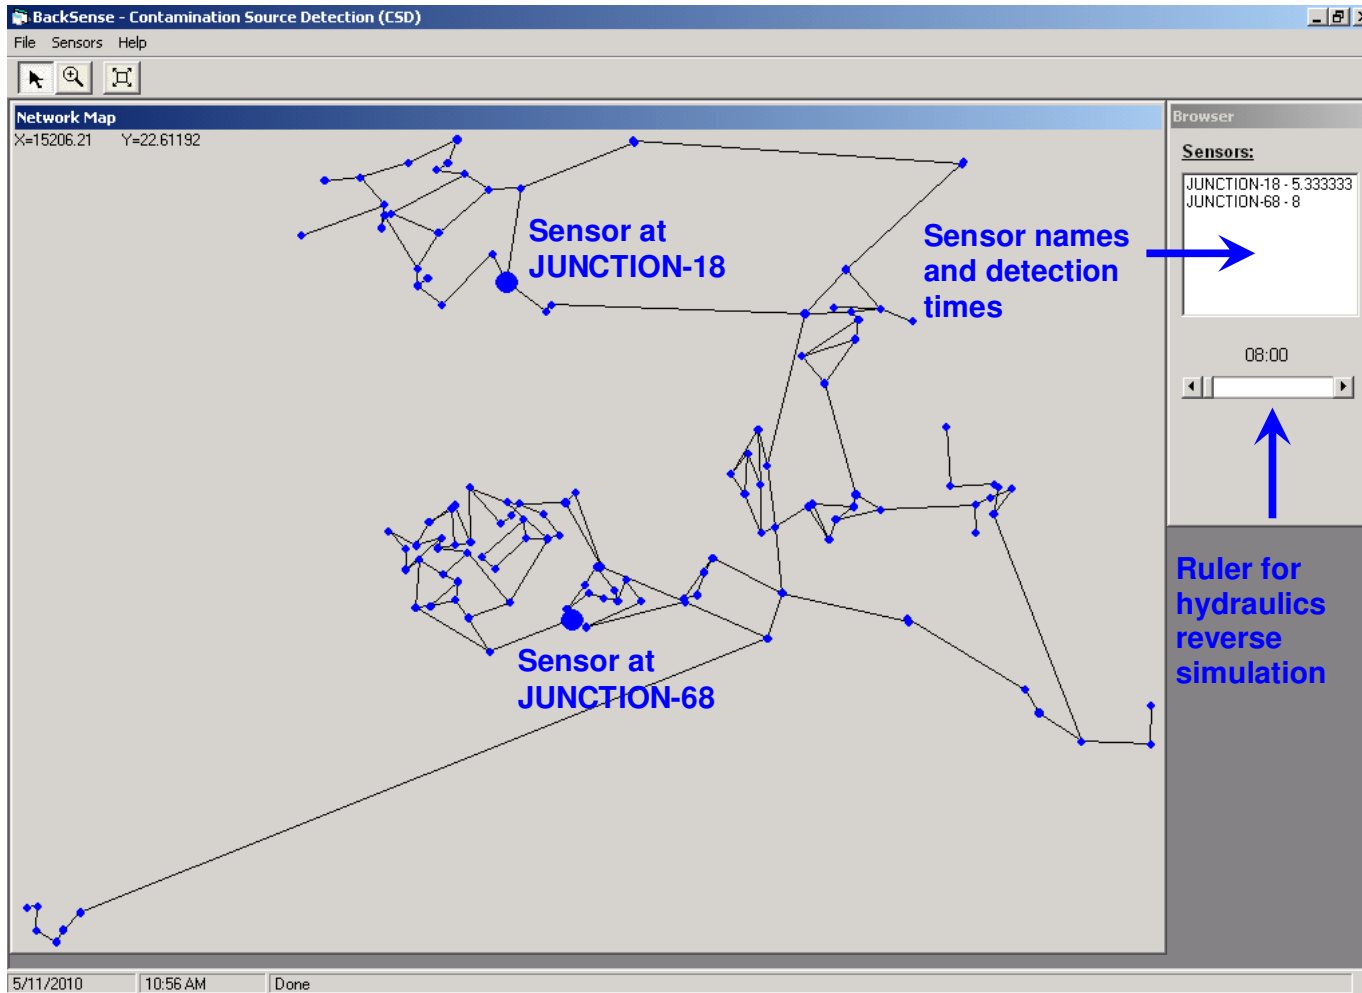 BackSense - Contamination Source Detection (CSD)
File Sensors Help
Network Map
X=15206.21 Y=22.61192
Browser
Sensors:
JUNCTION-18 - 5.333333
JUNCTION-68 - 8
Sensor at
JUNCTION-18
Sensor names
and detection
times
08:00
Ruler for
hydraulics
reverse
simulation
Sensor at
JUNCTION-68
5/11/2010 10:56 AM Done